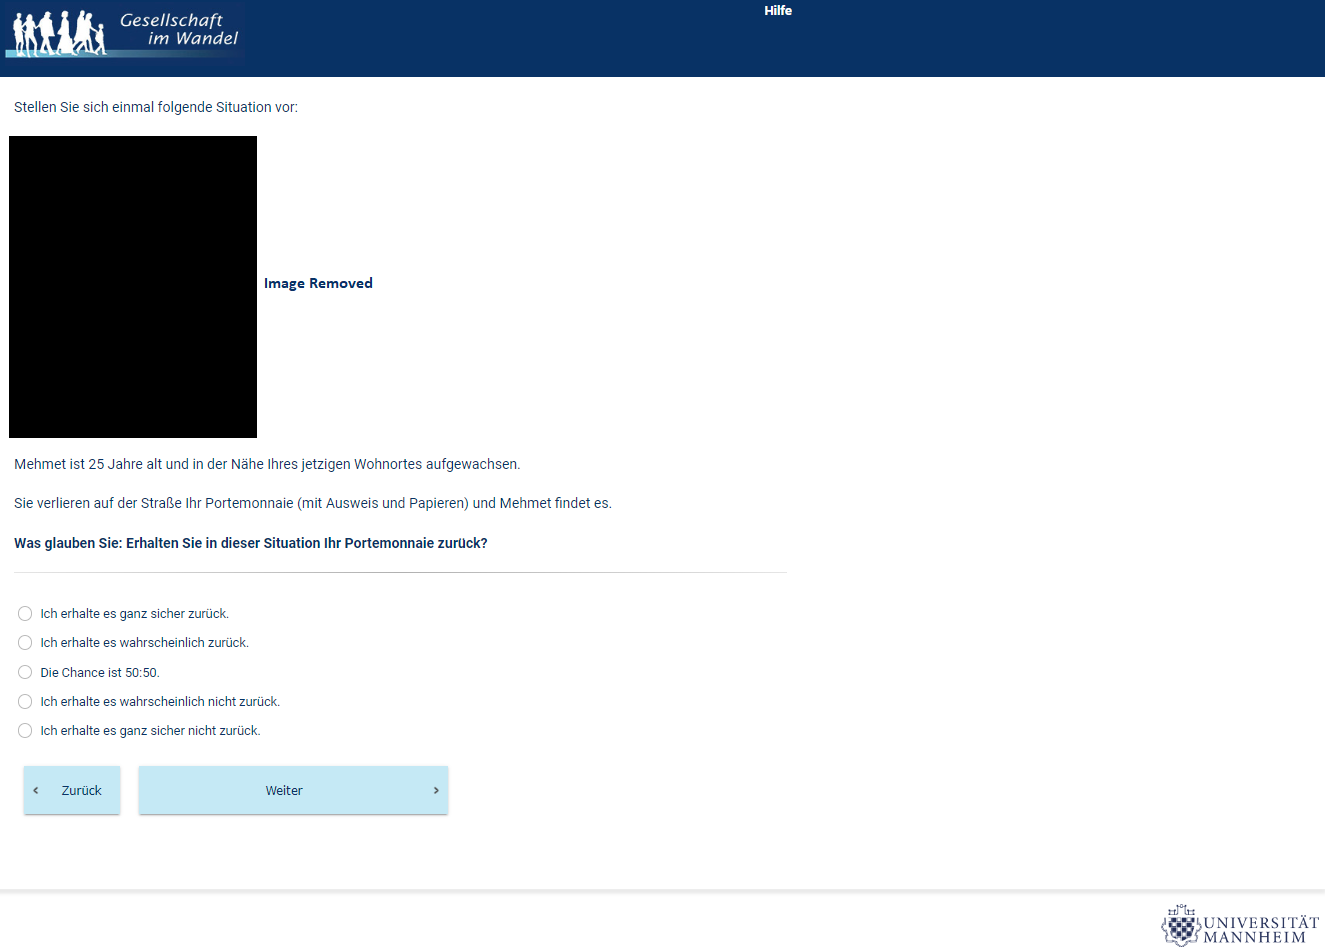 Gesellschaft
im Wandel
Hilfe
Stellen Sie sich einmal folgende Situation vor:
Image Removed
Mehmet ist 25 Jahre alt und in der Nähe Ihres jetzigen Wohnortes aufgewachsen.
Sie verlieren auf der Straße Ihr Portemonnaie (mit Ausweis und Papieren) und Mehmet findet es.
Was glauben Sie: Erhalten Sie in dieser Situation Ihr Portemonnaie zurück?
Ich erhalte es ganz sicher zurück.
Ich erhalte es wahrscheinlich zurück.
Die Chance ist 50:50.
Ich erhalte es wahrscheinlich nicht zurück.
Ich erhalte es ganz sicher nicht zurück.
Zurück
Weiter
UNIVERSITÄT
MANNHEIM